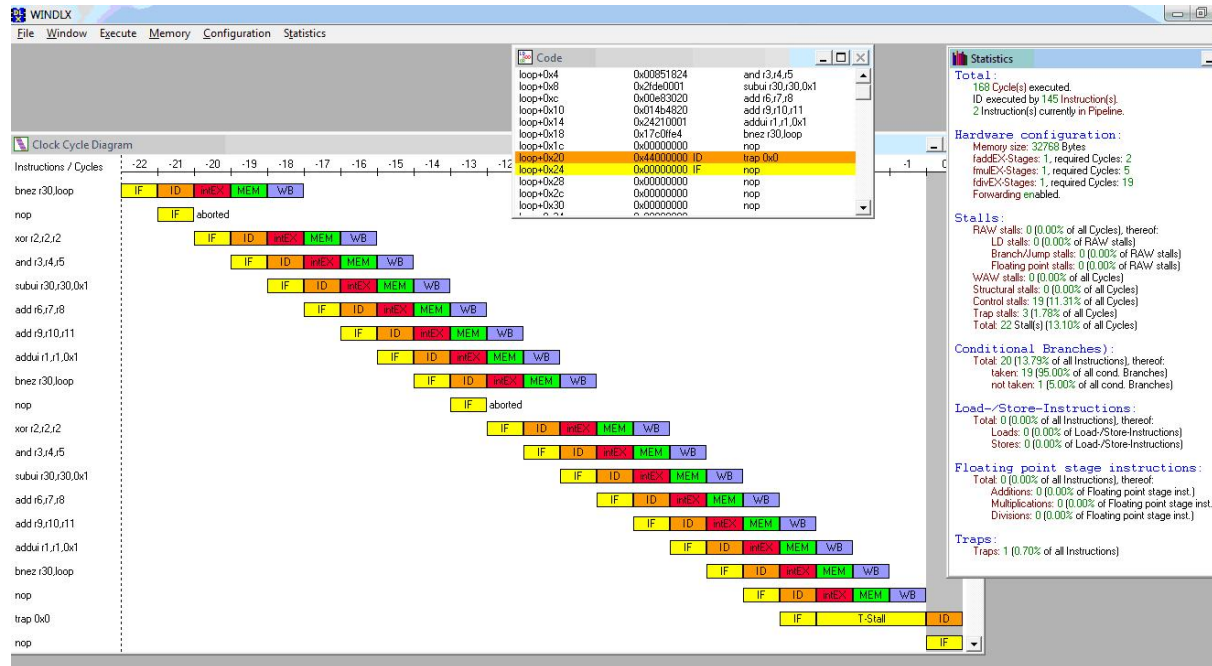 WINDLX
File Window Execute Memory Configuration Statistics
Code
loop+0x4 0x00851824 and r3,r4,r5
loop+0x8 0x2fde0001 subui r30,r30,0x1
loop+0xc 0x00e83020 add r6,r7,r8
loop+0x10 0x014b4820 add r9,r10,r11
loop+0x14 0x24210001 addui r1,r1,0x1
loop+0x18 0x17c0ffe4 bnez r30,loop
loop+0x1c 0x00000000 nop
loop+0x20 0x44000000 ID trap 0x0
loop+0x24 0x00000000 IF nop
loop+0x28 0x00000000 nop
loop+0x2c 0x00000000 nop
loop+0x30 0x00000000 nop
Clock Cycle Diagram
Instructions / Cycles -22 -21 -20 -19 -18 -17 -16 -15 -14 -13 -12 -1
bnez r30,loop IF ID intEX MEM WB
nop IF aborted
xor r2,r2,r2 IF ID intEX MEM WB
and r3,r4,r5 IF ID intEX MEM WB
subui r30,r30,0x1 IF ID intEX MEM WB
add r6,r7,r8 IF ID intEX MEM WB
add r9,r10,r11 IF ID intEX MEM WB
addui r1,r1,0x1 IF ID intEX MEM WB
bnez r30,loop IF ID intEX MEM WB
nop IF aborted
xor r2,r2,r2 IF ID intEX MEM WB
and r3,r4,r5 IF ID intEX MEM WB
subui r30,r30,0x1 IF ID intEX MEM WB
add r6,r7,r8 IF ID intEX MEM WB
add r9,r10,r11 IF ID intEX MEM WB
addui r1,r1,0x1 IF ID intEX MEM WB
bnez r30,loop IF ID intEX MEM WB
nop IF ID intEX MEM WB
trap 0x0 IF T-Stall ID
nop IF
Statistics
Total:
168 Cycle(s) executed.
ID executed by 145 Instruction(s).
2 Instruction(s) currently in Pipeline.
Hardware configuration:
Memory size: 32768 Bytes
faddEX-Stages: 1, required Cycles: 2
fmulEX-Stages: 1, required Cycles: 5
fdivEX-Stages: 1, required Cycles: 19
Forwarding enabled.
Stalls:
RAW stalls: 0 (0.00% of all Cycles), thereof:
LD stalls: 0 (0.00% of RAW stalls)
Branch/Jump stalls: 0 (0.00% of RAW stalls)
Floating point stalls: 0 (0.00% of RAW stalls)
WAW stalls: 0 (0.00% of all Cycles)
Structural stalls: 0 (0.00% of all Cycles)
Control stalls: 19 (11.31% of all Cycles)
Trap stalls: 3 (1.78% of all Cycles)
Total: 22 Stall(s) (13.10% of all Cycles)
Conditional Branches):
Total: 20 (13.79% of all Instructions), thereof:
taken: 19 (95.00% of all cond. Branches)
not taken: 1 (5.00% of all cond. Branches)
Load-/Store-Instructions:
Total: 0 (0.00% of all Instructions), thereof:
Loads: 0 (0.00% of Load-/Store-Instructions)
Stores: 0 (0.00% of Load-/Store-Instructions)
Floating point stage instructions:
Total: 0 (0.00% of all Instructions), thereof:
Additions: 0 (0.00% of Floating point stage inst.)
Multiplications: 0 (0.00% of Floating point stage inst.
Divisions: 0 (0.00% of Floating point stage inst.)
Traps:
Traps: 1 (0.70% of all Instructions)